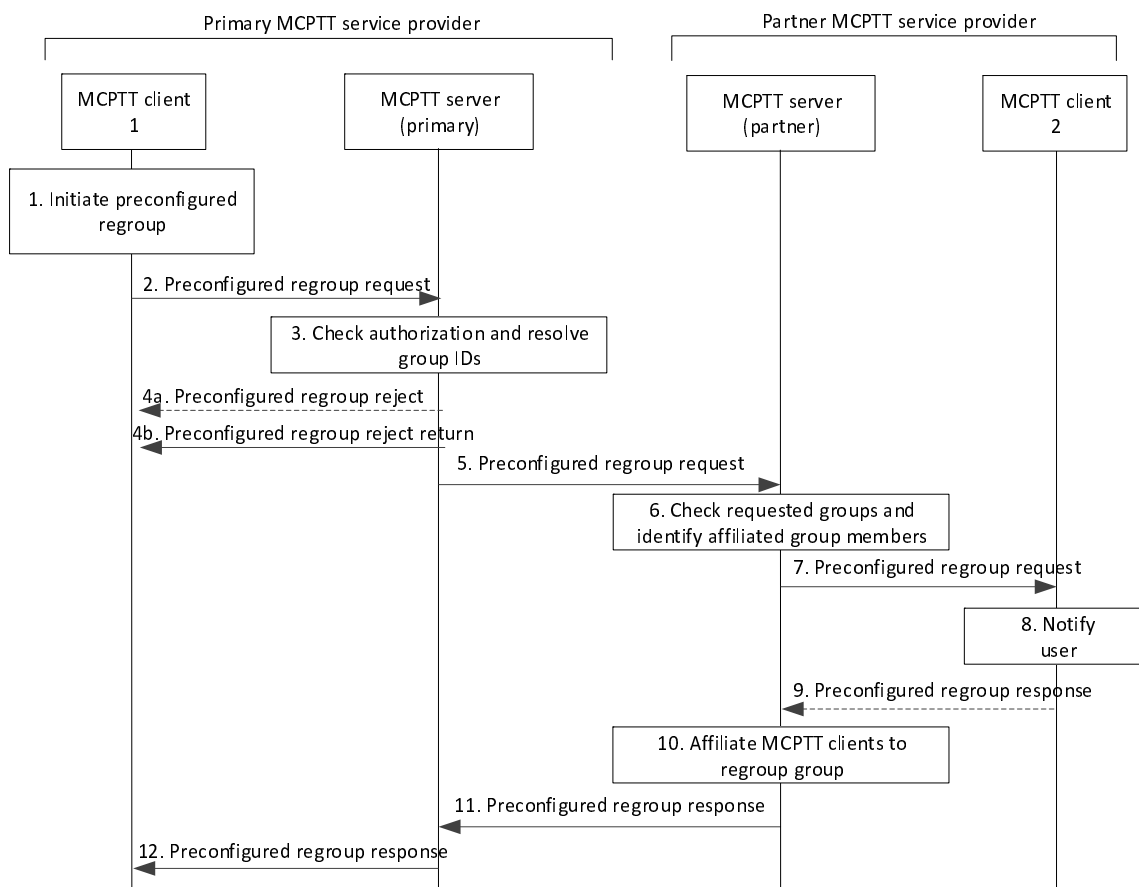 Primary MCPTT service provider
Partner MCPTT service provider
MCPTT client
1
MCPTT server
(primary)
MCPTT server
(partner)
MCPTT client
2
1. Initiate preconfigured
regroup
2. Preconfigured regroup request
3. Check authorization and resolve
group IDs
4a. Preconfigured regroup reject
4b. Preconfigured regroup reject return
5. Preconfigured regroup request
6. Check requested groups and
identify affiliated group members
7. Preconfigured regroup request
8. Notify
user
9. Preconfigured regroup response
10. Affiliate MCPTT clients to
regroup group
11. Preconfigured regroup response
12. Preconfigured regroup response